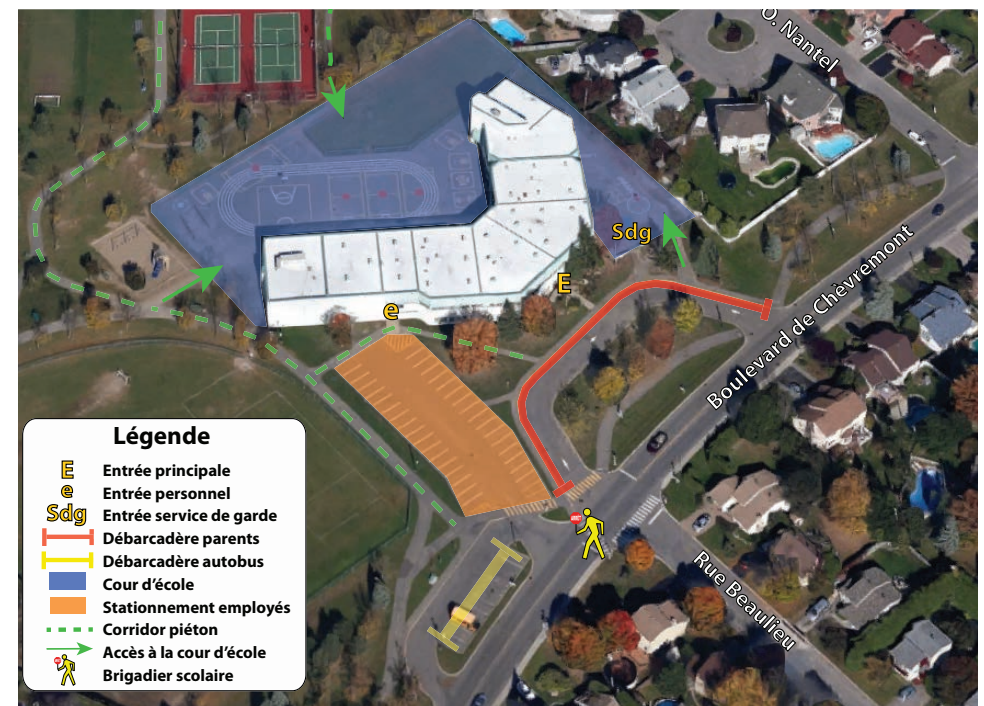 O. Nantel
Sdg
E
e
Boulevard de Chèvremont
Rue Beaulieu
Légende
E Entrée principale
e Entrée personnel
Sdg Entrée service de garde
Débarcadère parents
Débarcadère autobus
Cour d'école
Stationnement employés
Corridor piéton
Accès à la cour d'école
Brigadier scolaire